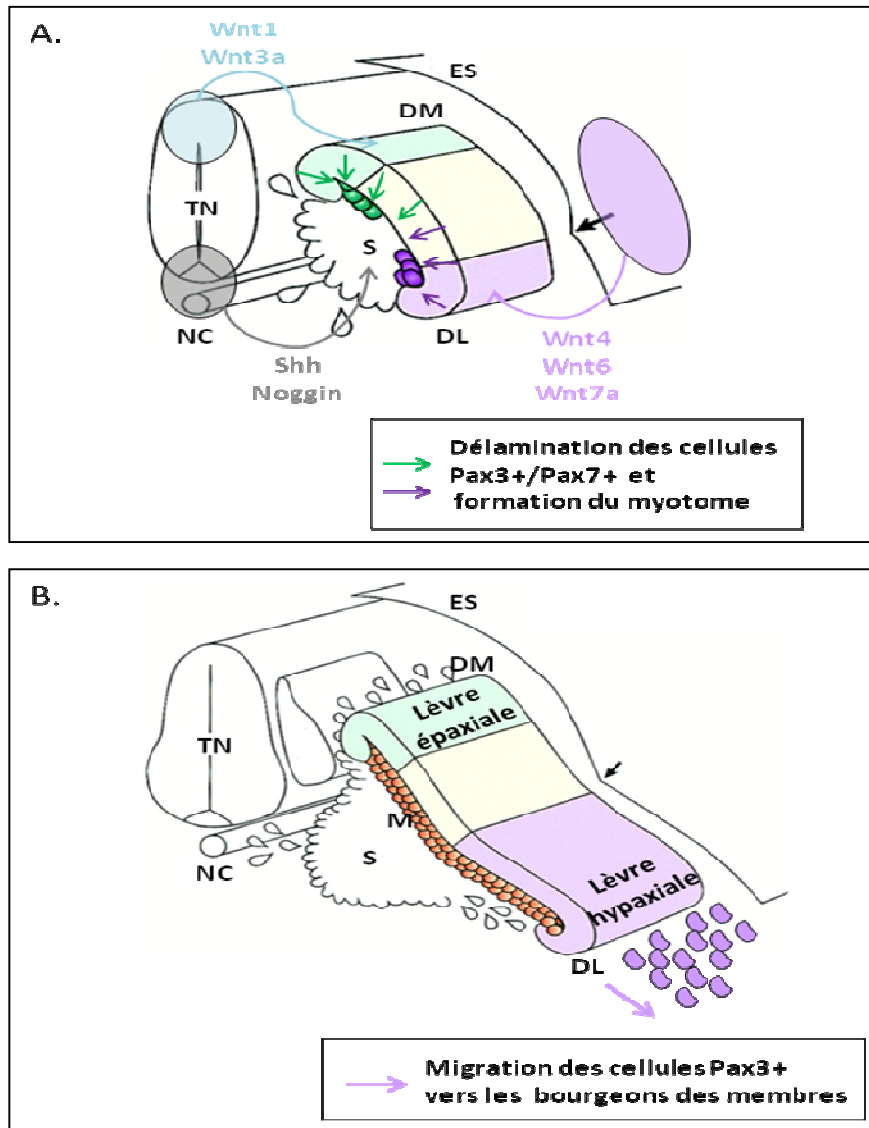 A.
Wnt1
Wnt3a
ES
DM
TN
S
NC
DL
Shh
Noggin
Wnt4
Wnt6
Wnt7a
Délamination des cellules
Pax3+/Pax7+ et
formation du myotome
B.
ES
DM
Lèvre
épaxiale
TN
M
S
NC
Lèvre
hypaxiale
DL
Migration des cellules Pax3+
vers les bourgeons des membres